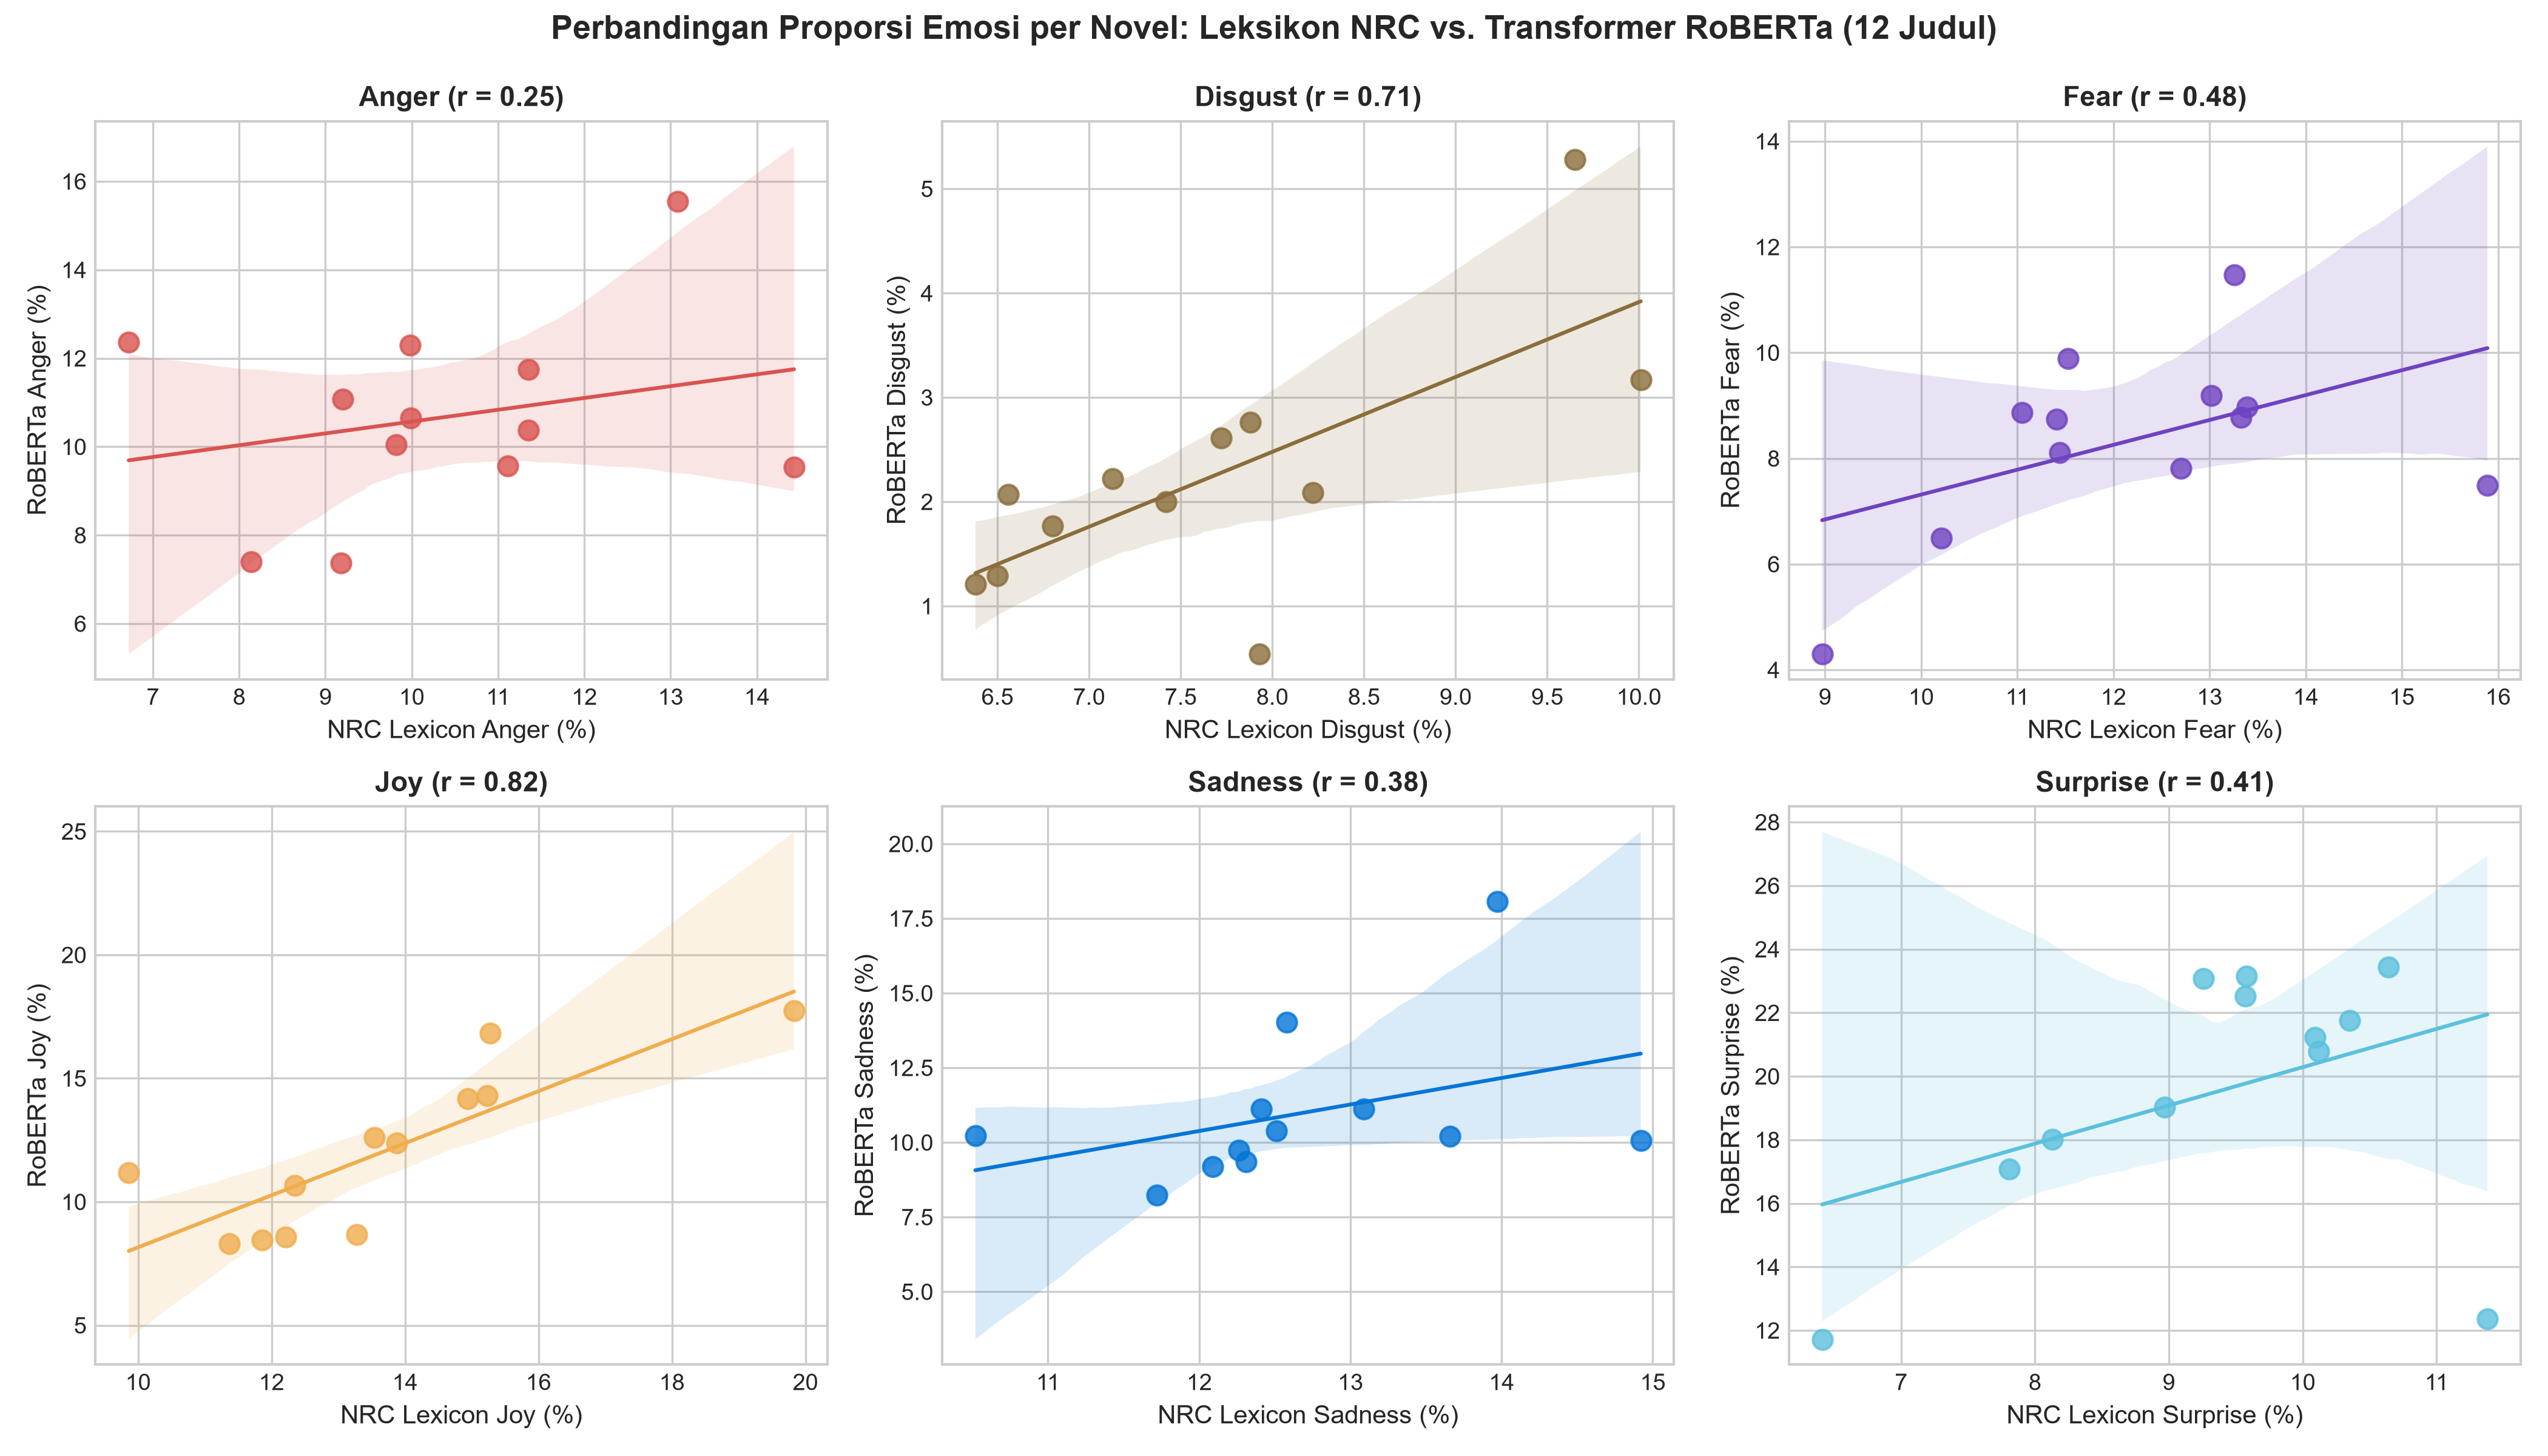 Perbandingan Proporsi Emosi per Novel: Leksikon NRC vs. Transformer RoBERTa (12 Judul)
Anger (r = 0.25)
RoBERTa Anger (%)
16
14
12
10
8
6
7 8 9 10 11 12 13 14
NRC Lexicon Anger (%)
Disgust (r = 0.71)
RoBERTa Disgust (%)
5
4
3
2
1
6.5 7.0 7.5 8.0 8.5 9.0 9.5 10.0
NRC Lexicon Disgust (%)
Fear (r = 0.48)
RoBERTa Fear (%)
14
12
10
8
6
4
9 10 11 12 13 14 15 16
NRC Lexicon Fear (%)
Joy (r = 0.82)
RoBERTa Joy (%)
25
20
15
10
5
10 12 14 16 18 20
NRC Lexicon Joy (%)
Sadness (r = 0.38)
RoBERTa Sadness (%)
20.0
17.5
15.0
12.5
10.0
7.5
5.0
11 12 13 14 15
NRC Lexicon Sadness (%)
Surprise (r = 0.41)
RoBERTa Surprise (%)
28
26
24
22
20
18
16
14
12
7 8 9 10 11
NRC Lexicon Surprise (%)